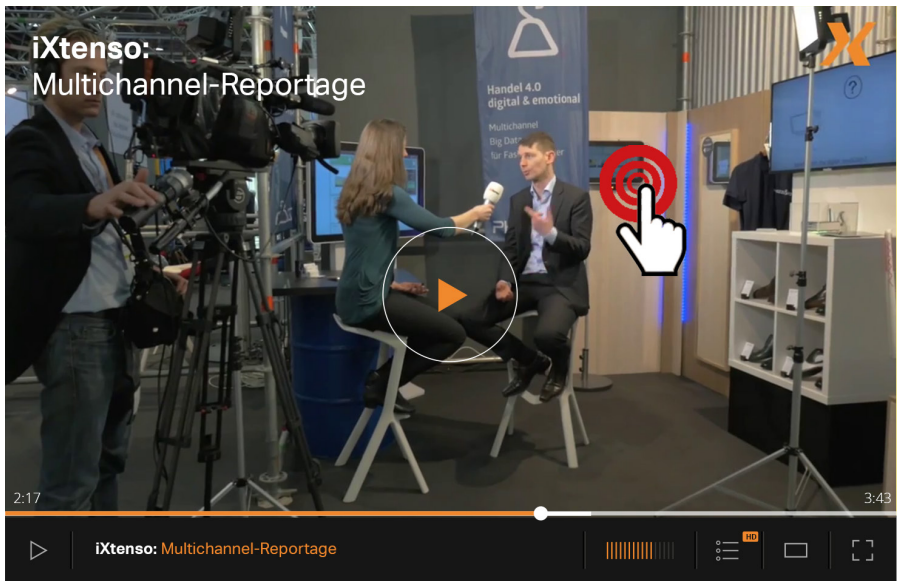 iXtenso:
Multichannel-Reportage
Handel 4.0
digital & emotional
Multichannel
Big Data
für
2:17
3:43
iXtenso: Multichannel-Reportage
HD